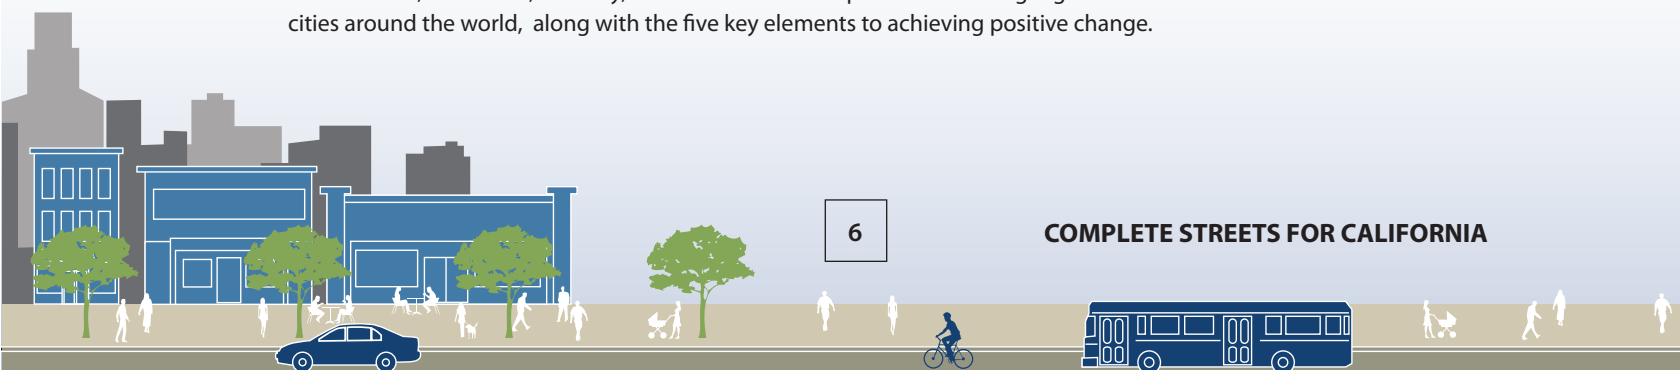 cities around the world, along with the five key elements to achieving positive change.
6
COMPLETE STREETS FOR CALIFORNIA